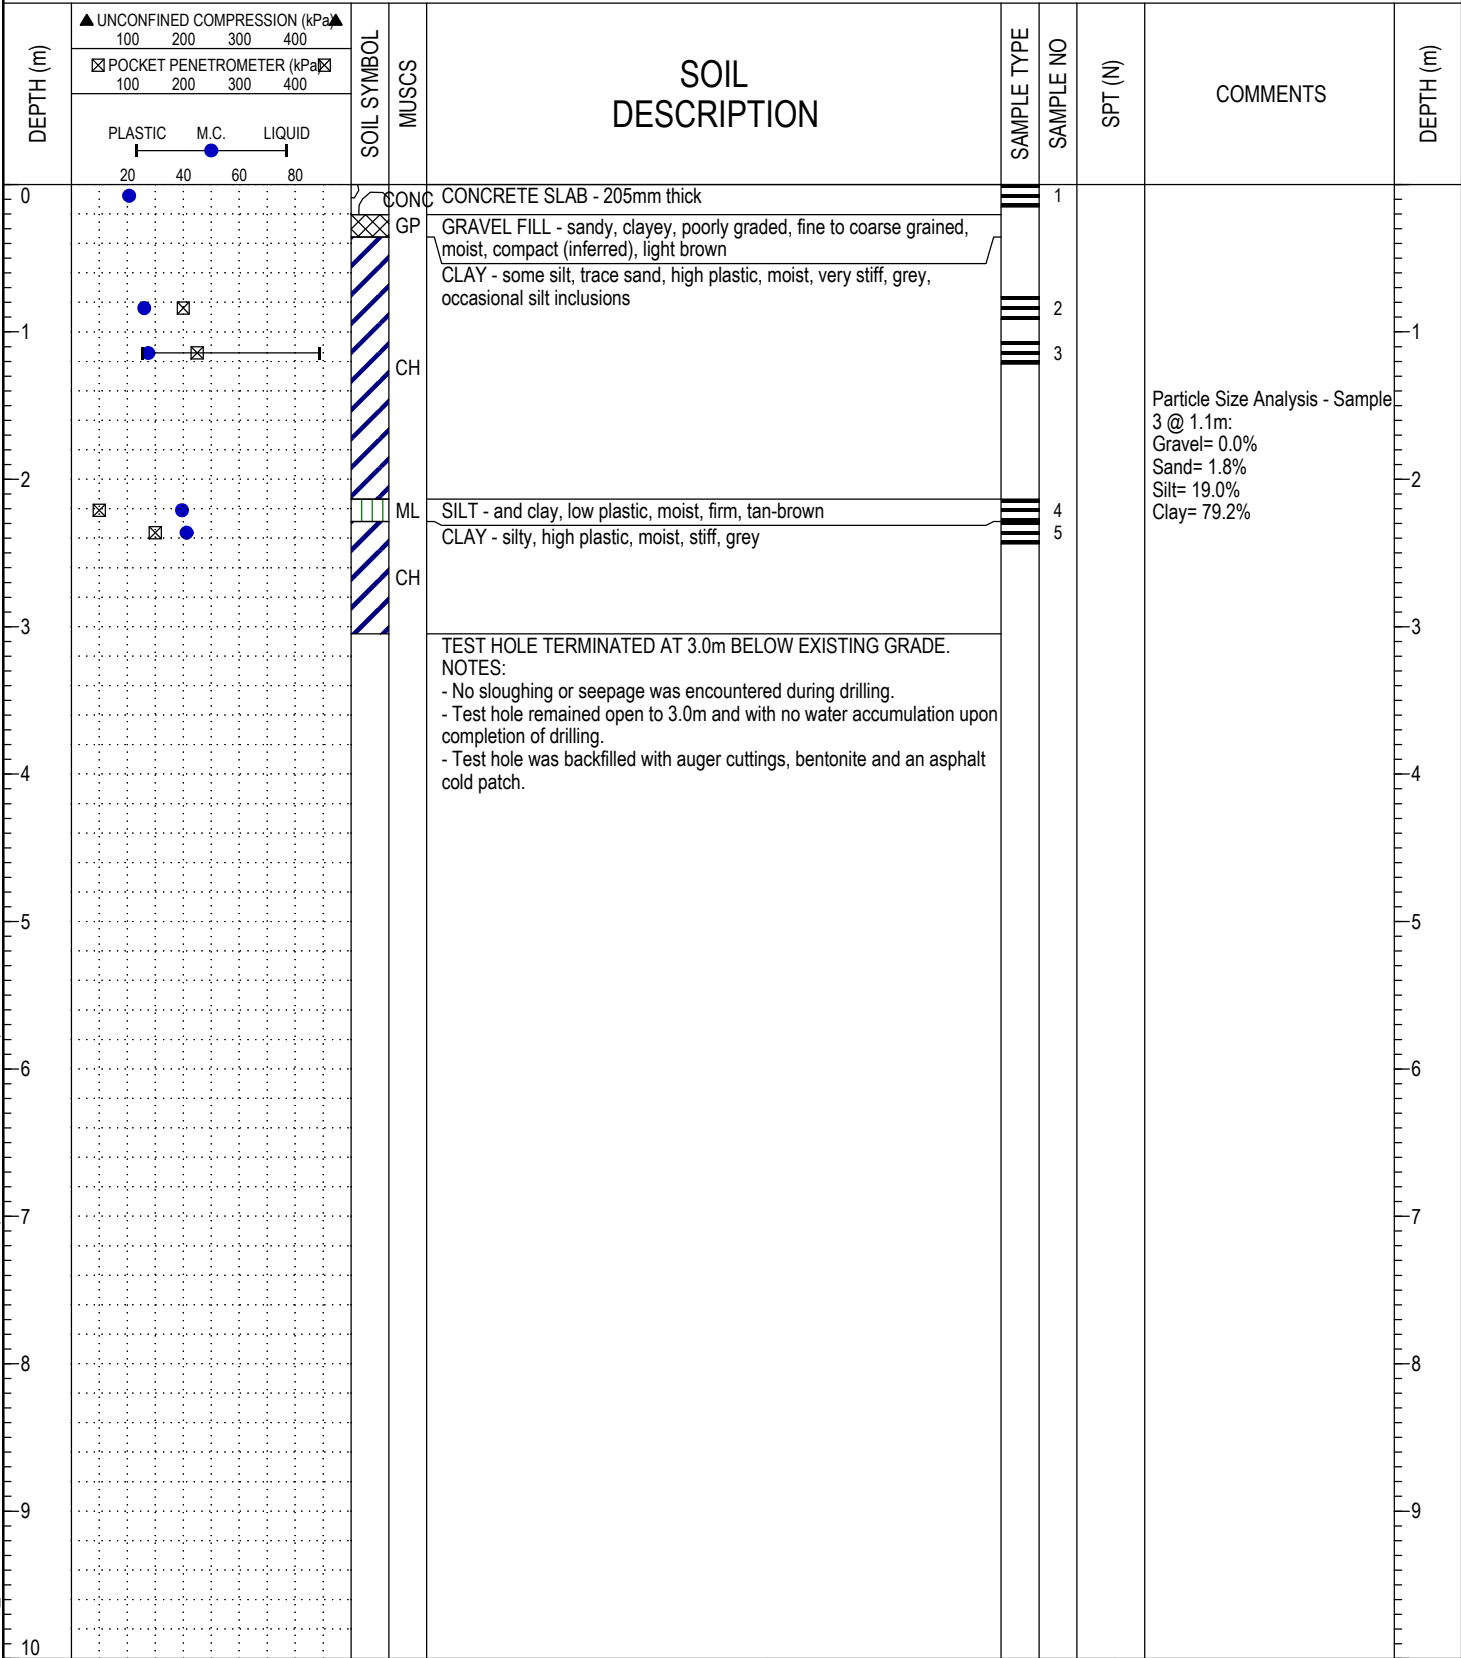 ▲ UNCONFINED COMPRESSION (kPa) ▲
100 200 300 400
☒ POCKET PENETROMETER (kPa) ☒
100 200 300 400
PLASTIC M.C. LIQUID
20 40 60 80
DEPTH (m)
SOIL SYMBOL
MUSCS
SOIL
DESCRIPTION
SAMPLE TYPE
SAMPLE NO
SPT (N)
COMMENTS
DEPTH (m)
0
CONC CONCRETE SLAB - 205mm thick
1
GP GRAVEL FILL - sandy, clayey, poorly graded, fine to coarse grained,
moist, compact (inferred), light brown
CLAY - some silt, trace sand, high plastic, moist, very stiff, grey,
occasional silt inclusions
2
1 1
3
CH
Particle Size Analysis - Sample
3 @ 1.1m:
Gravel= 0.0%
Sand= 1.8%
Silt= 19.0%
Clay= 79.2%
2 2
ML SILT - and clay, low plastic, moist, firm, tan-brown
4
CLAY - silty, high plastic, moist, stiff, grey
5
CH
3 3
TEST HOLE TERMINATED AT 3.0m BELOW EXISTING GRADE.
NOTES:
- No sloughing or seepage was encountered during drilling.
- Test hole remained open to 3.0m and with no water accumulation upon
completion of drilling.
- Test hole was backfilled with auger cuttings, bentonite and an asphalt
cold patch.
4 4
5 5
6 6
7 7
8 8
9 9
10